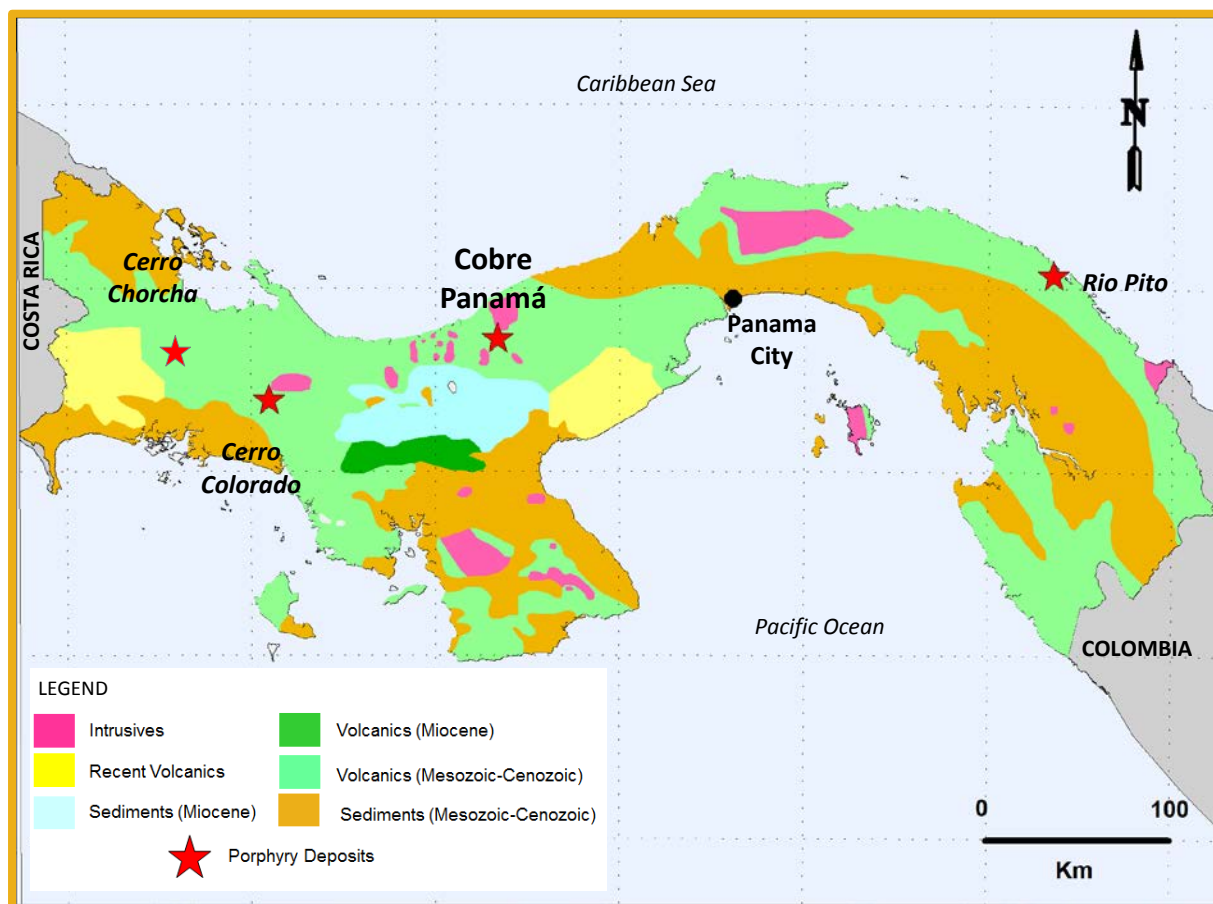 Caribbean Sea
N
COSTA RICA
Cerro
Chorcha
Cobre
Panamá
Rio Pito
Panama
City
Cerro
Colorado
Pacific Ocean
COLOMBIA
LEGEND
Intrusives
Volcanics (Miocene)
Recent Volcanics
Volcanics (Mesozoic-Cenozoic)
Sediments (Miocene)
Sediments (Mesozoic-Cenozoic)
Porphyry Deposits
0 100
Km